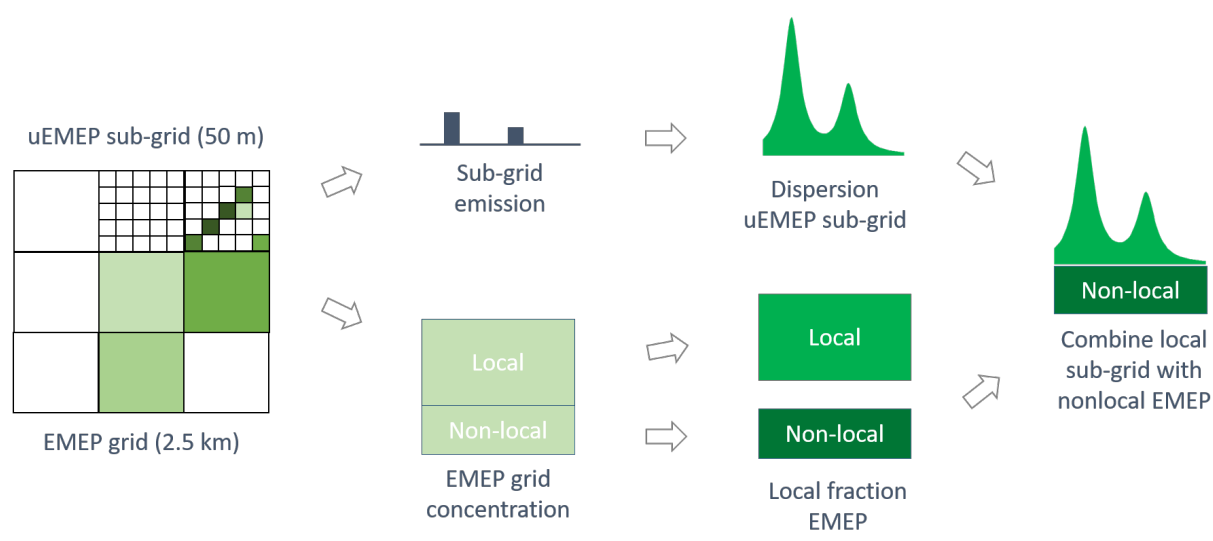 uEMEP sub-grid (50 m)
EMEP grid (2.5 km)
Sub-grid
emission
Local
Non-local
EMEP grid
concentration
Dispersion
uEMEP sub-grid
Local
Non-local
Local fraction
EMEP
Non-local
Combine local
sub-grid with
nonlocal EMEP